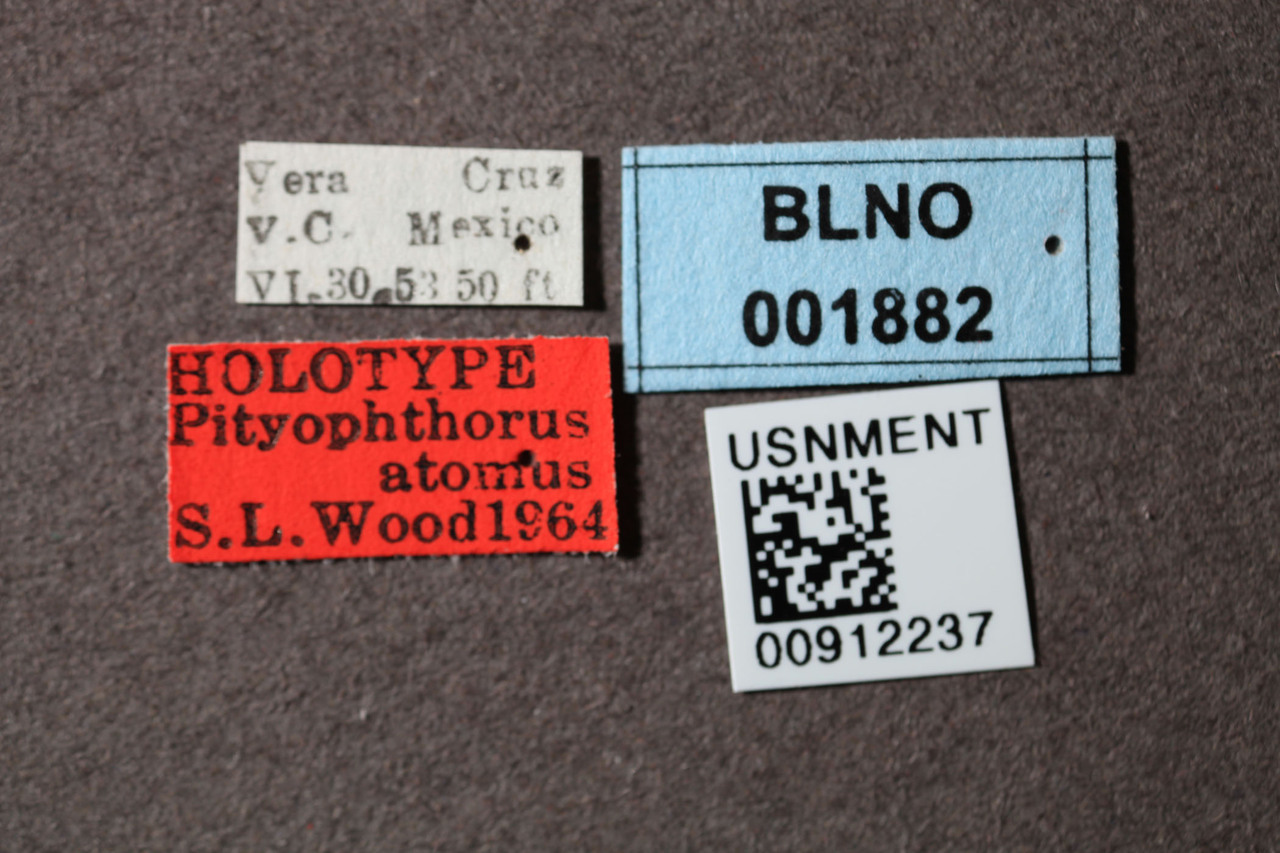 Vera Cruz
V.C. Mexico
VI.30.53 50 ft
BLNO
001882
HOLOTYPE
Pityophthorus
atomus
S.L.Wood1964
USNMENT
00912237